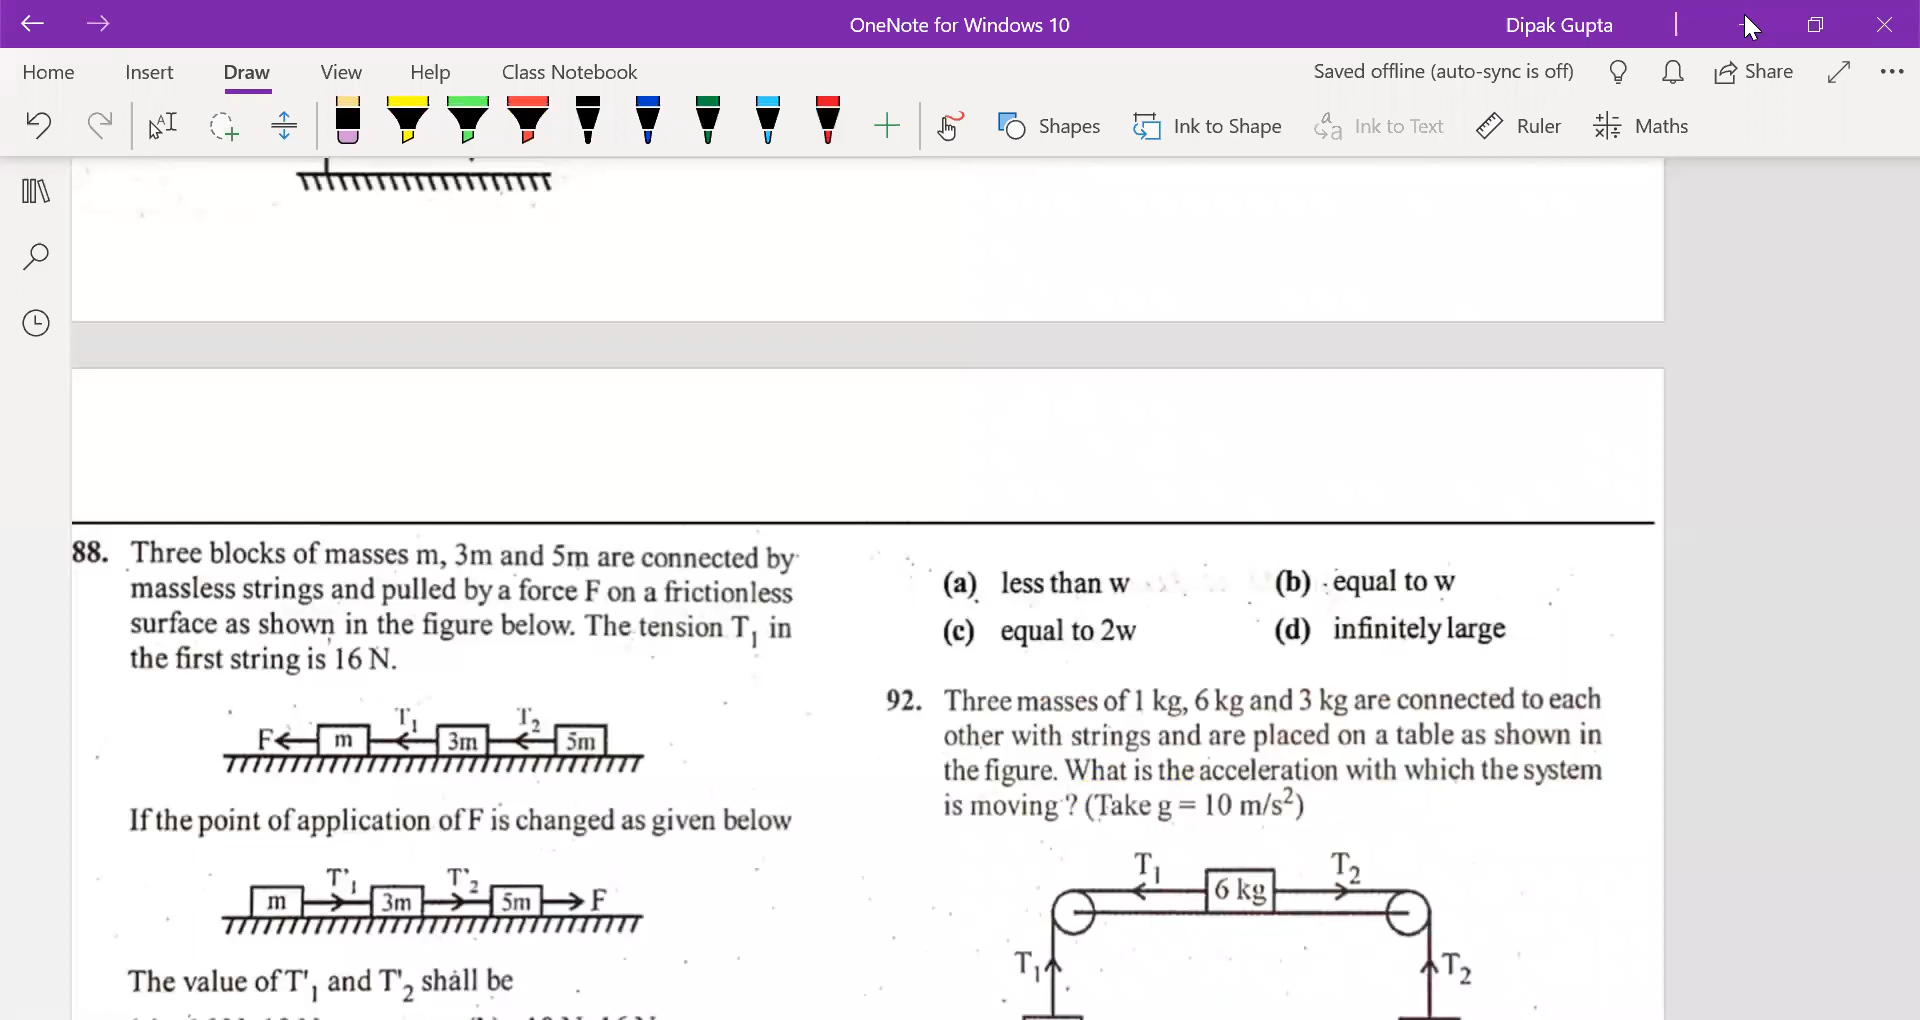 OneNote for Windows 10
Dipak Gupta
Home Insert Draw View Help Class Notebook
Saved offline (auto-sync is off) Share
Shapes Ink to Shape Ink to Text Ruler Maths
88. Three blocks of masses m, 3m and 5m are connected by
massless strings and pulled by a force F on a frictionless
surface as shown in the figure below. The tension T₁ in
the first string is 16 N.
F m T₁ 3m T₂ 5m
If the point of application of F is changed as given below
m T'₁ 3m T'₂ 5m F
The value of T'₁ and T'₂ shall be
(a) less than w (b) equal to w
(c) equal to 2w (d) infinitely large
92. Three masses of 1 kg, 6 kg and 3 kg are connected to each
other with strings and are placed on a table as shown in
the figure. What is the acceleration with which the system
is moving ? (Take g = 10 m/s²)
T₁ 6 kg T₂
T₁ T₂